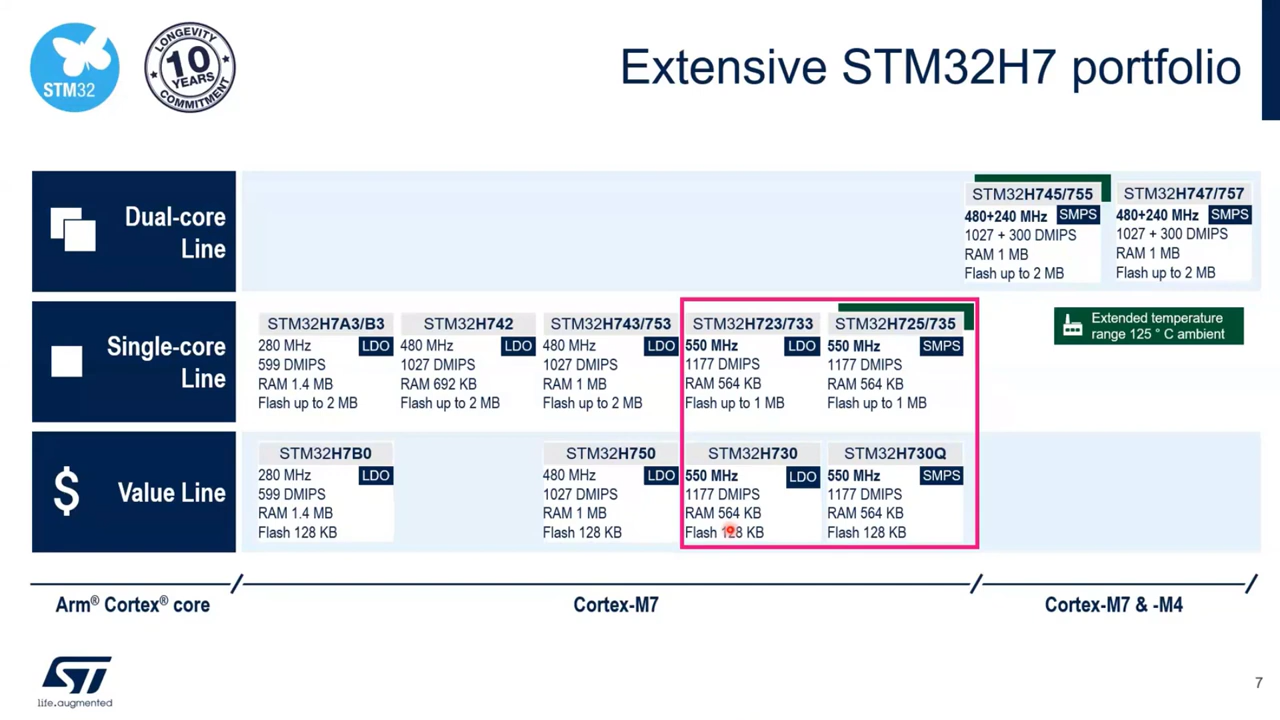 STM32
LONGEVITY
10
YEARS
COMMITMENT
Extensive STM32H7 portfolio
Dual-core
Line
STM32H745/755
480+240 MHz SMPS
1027 + 300 DMIPS
RAM 1 MB
Flash up to 2 MB
STM32H747/757
480+240 MHz SMPS
1027 + 300 DMIPS
RAM 1 MB
Flash up to 2 MB
Extended temperature
range 125 ° C ambient
Single-core
Line
STM32H7A3/B3
280 MHz LDO
599 DMIPS
RAM 1.4 MB
Flash up to 2 MB
STM32H742
480 MHz LDO
1027 DMIPS
RAM 692 KB
Flash up to 2 MB
STM32H743/753
480 MHz LDO
1027 DMIPS
RAM 1 MB
Flash up to 2 MB
STM32H723/733
550 MHz LDO
1177 DMIPS
RAM 564 KB
Flash up to 1 MB
STM32H725/735
550 MHz SMPS
1177 DMIPS
RAM 564 KB
Flash up to 1 MB
$ Value Line
STM32H7B0
280 MHz LDO
599 DMIPS
RAM 1.4 MB
Flash 128 KB
STM32H750
480 MHz LDO
1027 DMIPS
RAM 1 MB
Flash 128 KB
STM32H730
550 MHz LDO
1177 DMIPS
RAM 564 KB
Flash 128 KB
STM32H730Q
550 MHz SMPS
1177 DMIPS
RAM 564 KB
Flash 128 KB
Arm® Cortex® core
Cortex-M7
Cortex-M7 & -M4
ST
life.augmented
7